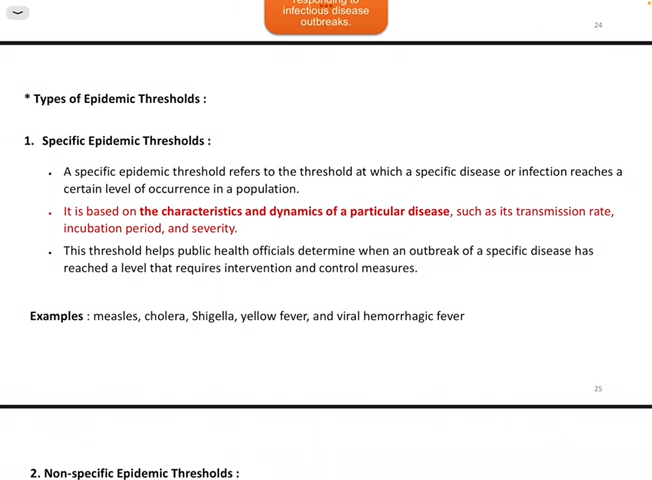 responding to
infectious disease
outbreaks.
24
* Types of Epidemic Thresholds :
1. Specific Epidemic Thresholds :
• A specific epidemic threshold refers to the threshold at which a specific disease or infection reaches a
certain level of occurrence in a population.
• It is based on the characteristics and dynamics of a particular disease, such as its transmission rate,
incubation period, and severity.
• This threshold helps public health officials determine when an outbreak of a specific disease has
reached a level that requires intervention and control measures.
Examples : measles, cholera, Shigella, yellow fever, and viral hemorrhagic fever
25
2. Non-specific Epidemic Thresholds :